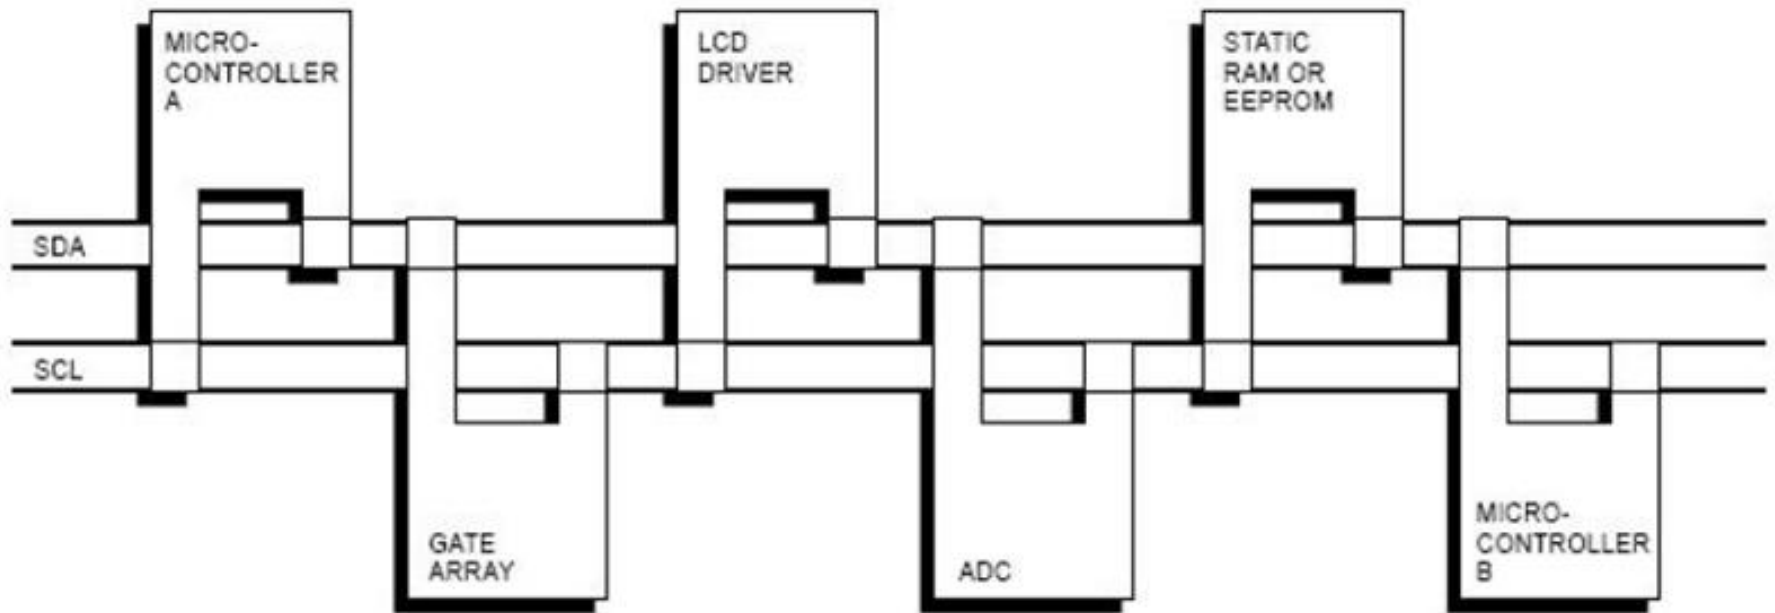 MICRO-
CONTROLLER
A
LCD
DRIVER
STATIC
RAM OR
EEPROM
SDA
SCL
GATE
ARRAY
ADC
MICRO-
CONTROLLER
B